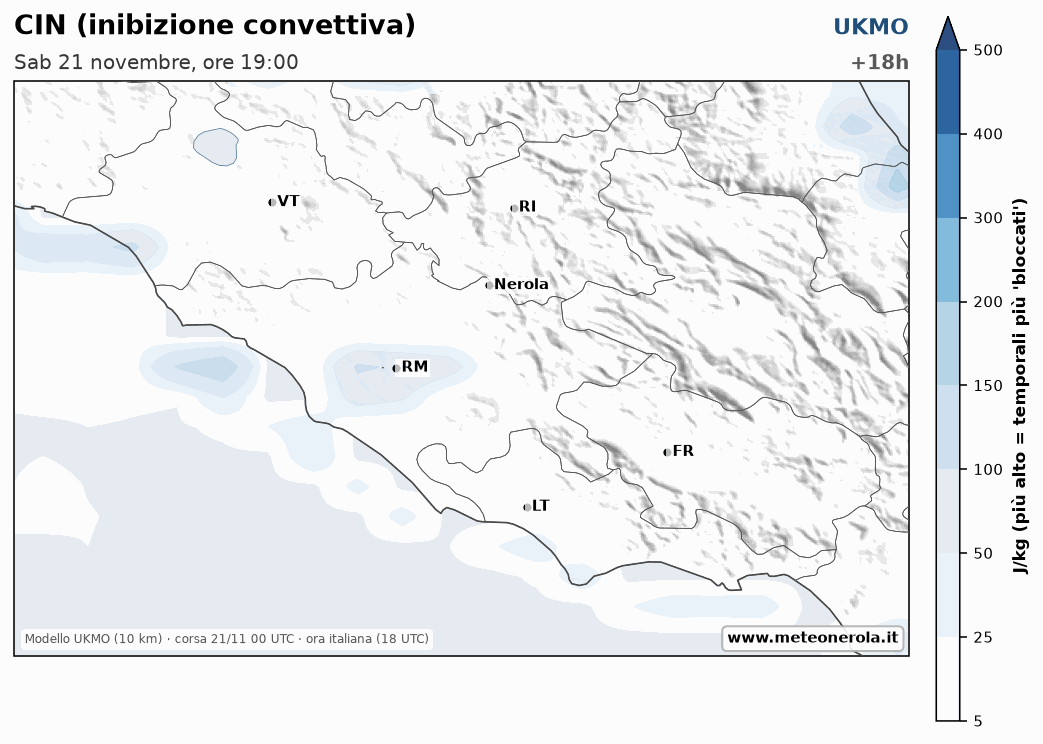 CIN (inibizione convettiva)
UKMO
Sab 21 novembre, ore 19:00
+18h
VT
RI
Nerola
RM
FR
LT
Modello UKMO (10 km) · corsa 21/11 00 UTC · ora italiana (18 UTC)
www.meteonerola.it
500
400
300
200
150
100
50
25
5
J/kg (più alto = temporali più 'bloccati')